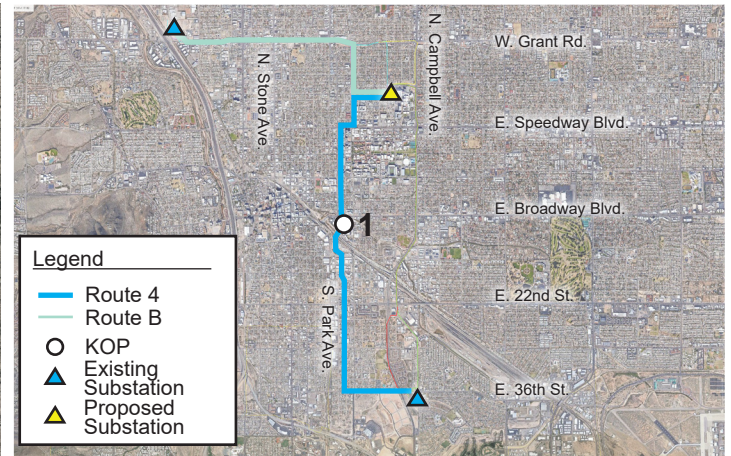 W. Grant Rd.
N. Stone Ave.
N. Campbell Ave.
E. Speedway Blvd.
E. Broadway Blvd.
1
E. 22nd St.
S. Park Ave.
E. 36th St.
Legend
Route 4
Route B
KOP
Existing
Substation
Proposed
Substation